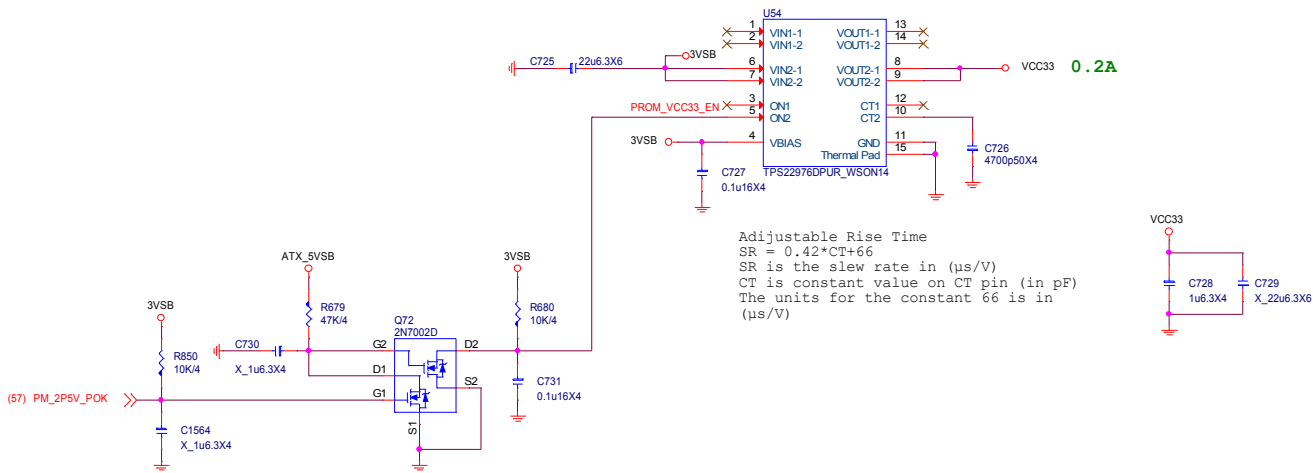 U54
1 VIN1-1 VOUT1-1 13
2 VIN1-2 VOUT1-2 14
3VSB
C725 22u6.3X6
6 VIN2-1 VOUT2-1 8
7 VIN2-2 VOUT2-2 9
VCC33 0.2A
PROM_VCC33_EN
3 ON1 CT1 12
5 ON2 CT2 10
3VSB
4 VBIAS GND 11
Thermal Pad 15
C726
4700p50X4
C727
0.1u16X4
TPS22976DPUR_WSON14
Adijustable Rise Time
SR = 0.42*CT+66
SR is the slew rate in (μs/V)
CT is constant value on CT pin (in pF)
The units for the constant 66 is in
(μs/V)
VCC33
C728
1u6.3X4
C729
X_22u6.3X6
ATX_5VSB
3VSB
3VSB
R679
47K/4
R680
10K/4
Q72
2N7002D
C730
X_1u6.3X4
G2 D2
D1
S2
G1
S1
R850
10K/4
C731
0.1u16X4
(57) PM_2P5V_POK
C1564
X_1u6.3X4